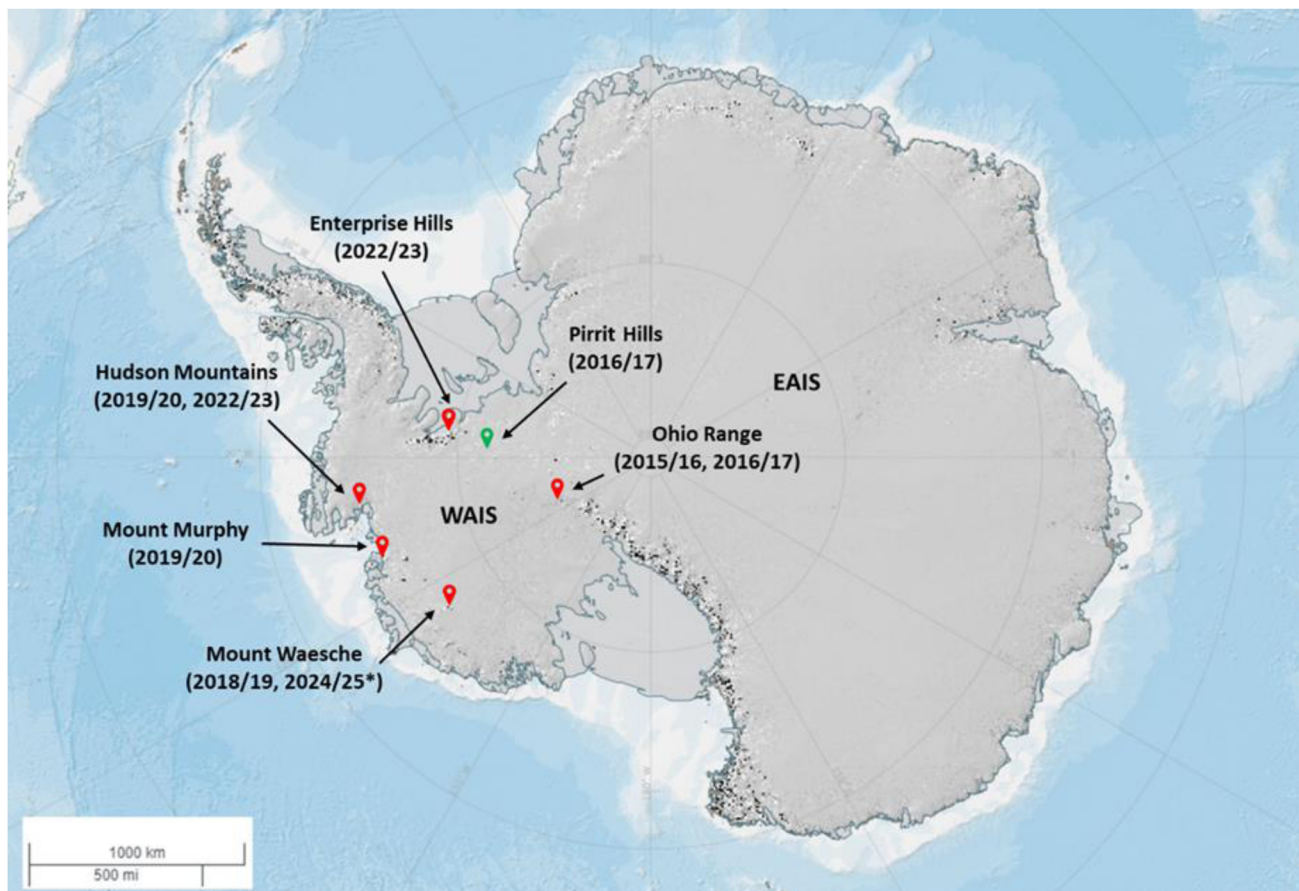 Enterprise Hills
(2022/23)
Pirrit Hills
(2016/17)
Hudson Mountains
(2019/20, 2022/23)
EAIS
Ohio Range
(2015/16, 2016/17)
WAIS
Mount Murphy
(2019/20)
Mount Waesche
(2018/19, 2024/25*)
1000 km
500 mi